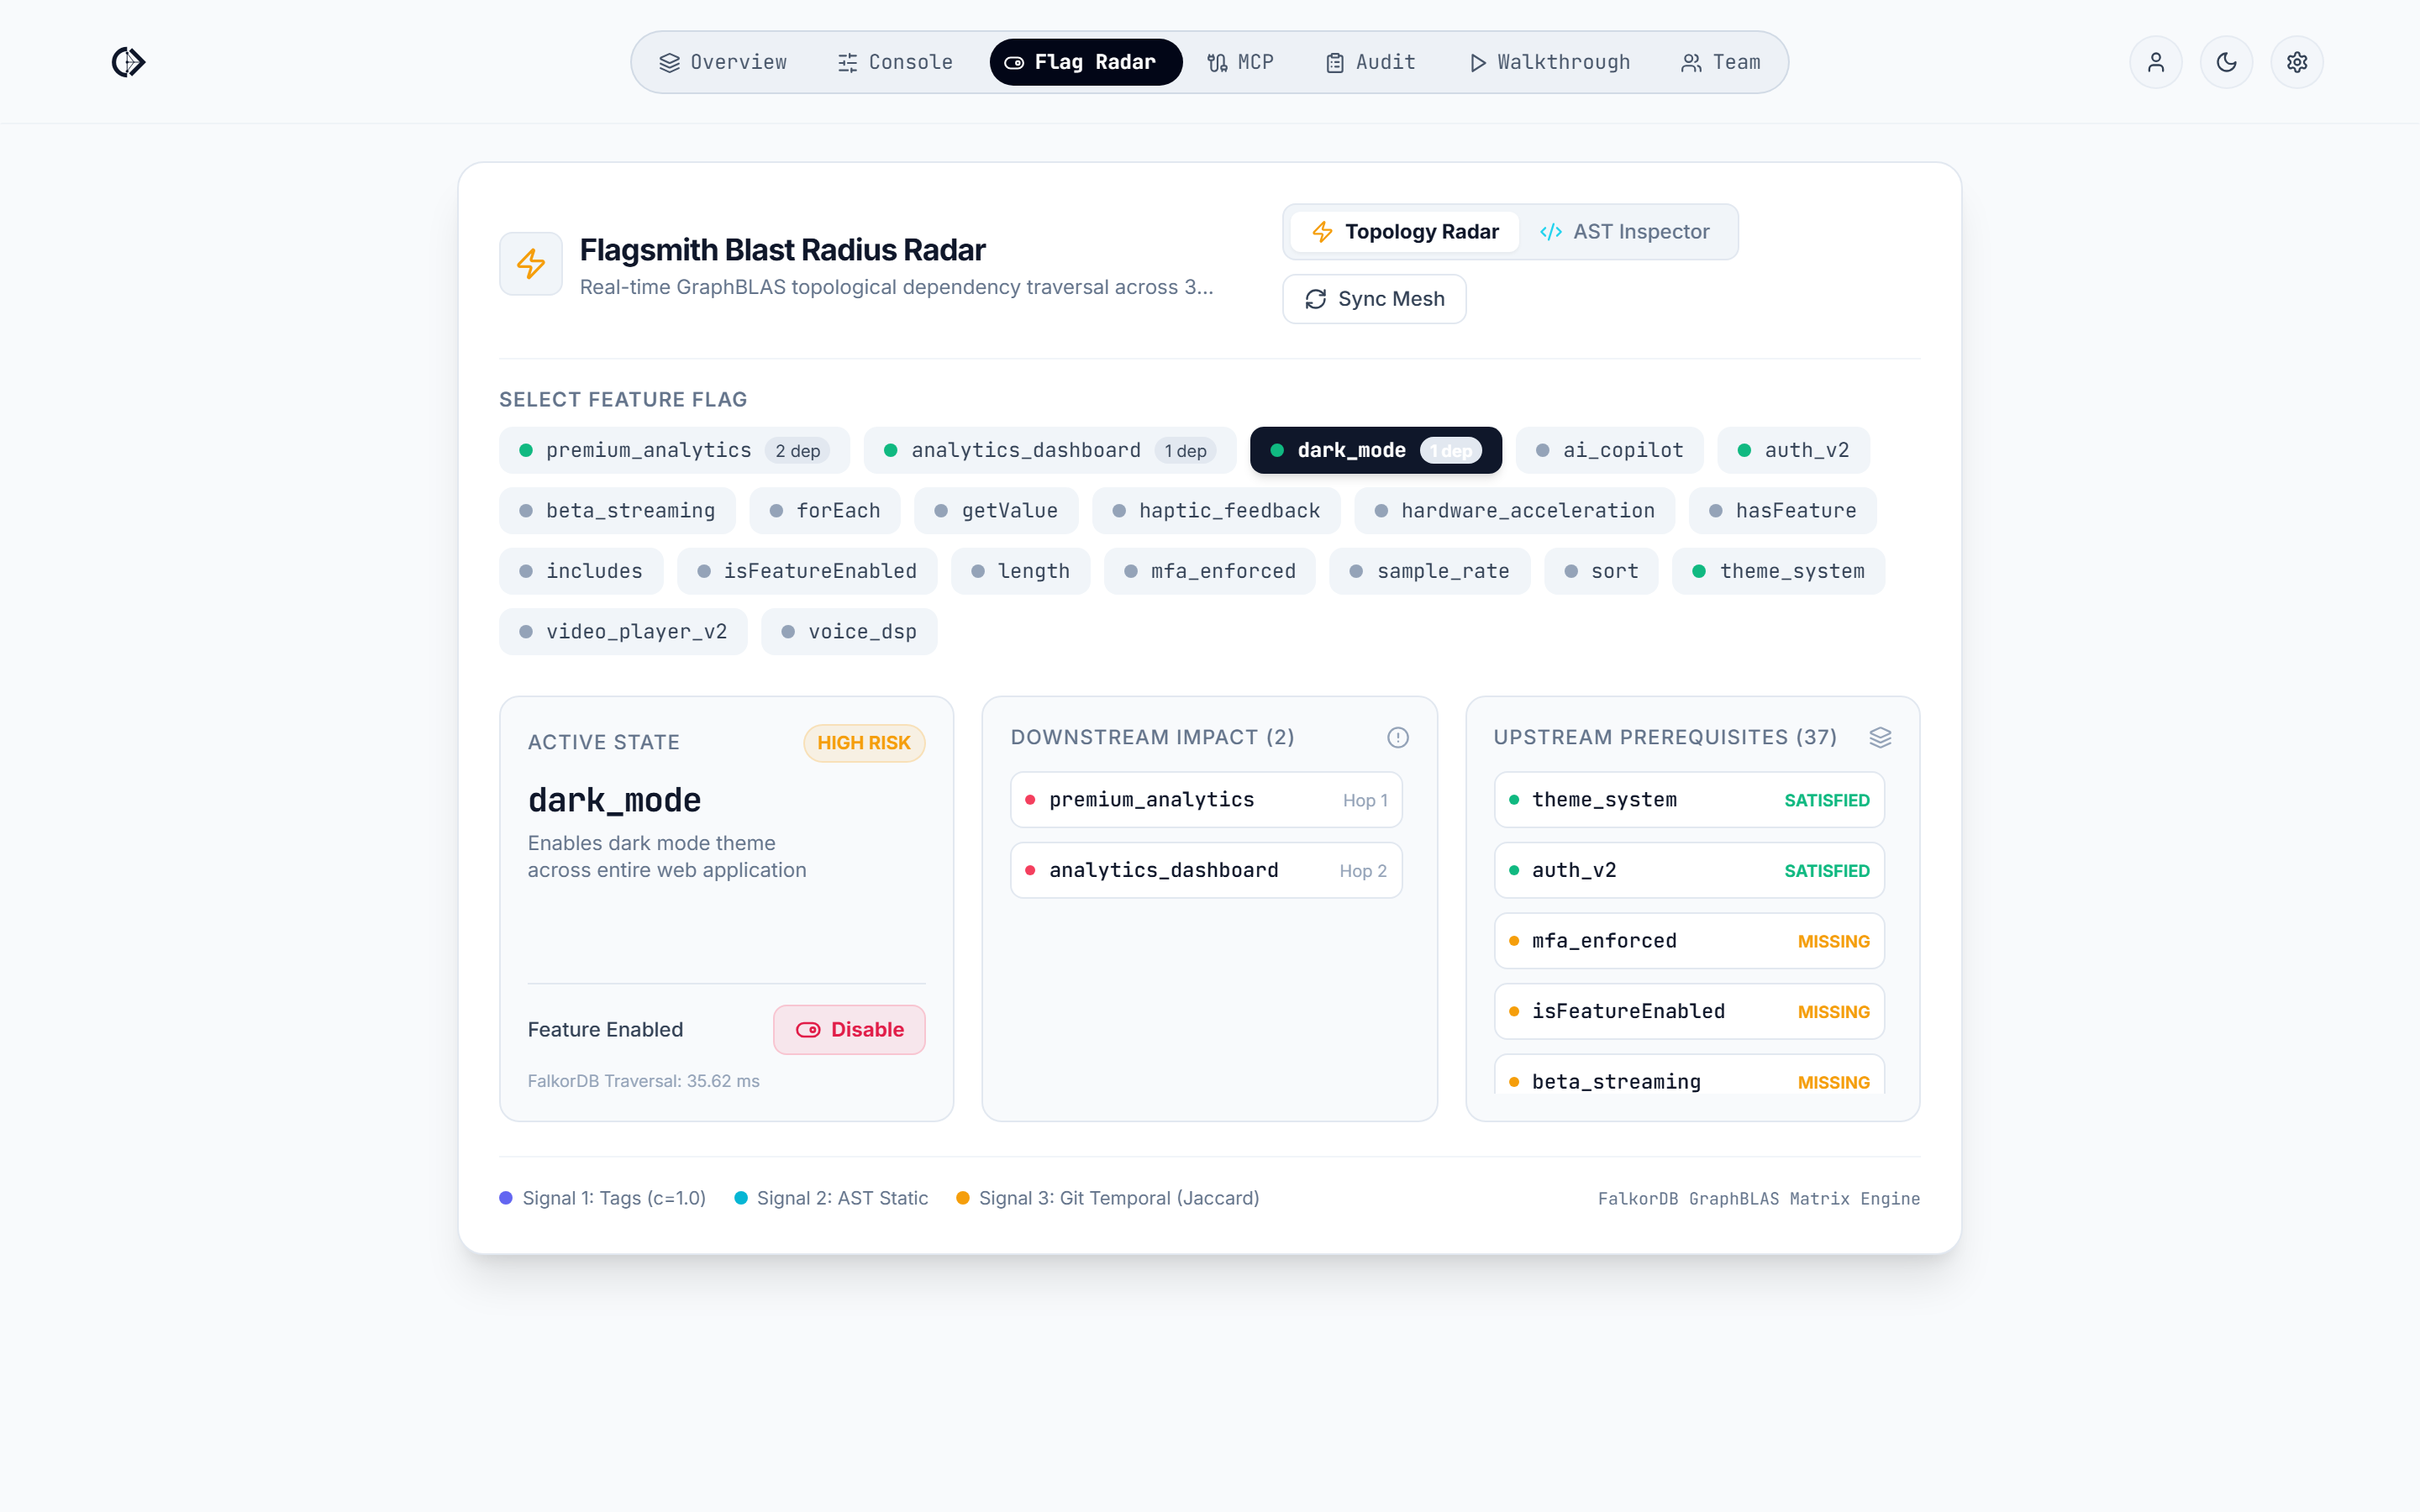 Overview Console Flag Radar MCP Audit Walkthrough Team
Flagsmith Blast Radius Radar
Real-time GraphBLAS topological dependency traversal across 3...
Topology Radar AST Inspector
Sync Mesh
SELECT FEATURE FLAG
premium_analytics 2 dep analytics_dashboard 1 dep dark_mode 1 dep ai_copilot auth_v2
beta_streaming forEach getValue haptic_feedback hardware_acceleration hasFeature
includes isFeatureEnabled length mfa_enforced sample_rate sort theme_system
video_player_v2 voice_dsp
ACTIVE STATE HIGH RISK
dark_mode
Enables dark mode theme
across entire web application
Feature Enabled Disable
FalkorDB Traversal: 35.62 ms
DOWNSTREAM IMPACT (2)
premium_analytics Hop 1
analytics_dashboard Hop 2
UPSTREAM PREREQUISITES (37)
theme_system SATISFIED
auth_v2 SATISFIED
mfa_enforced MISSING
isFeatureEnabled MISSING
beta_streaming MISSING
Signal 1: Tags (c=1.0) Signal 2: AST Static Signal 3: Git Temporal (Jaccard)
FalkorDB GraphBLAS Matrix Engine